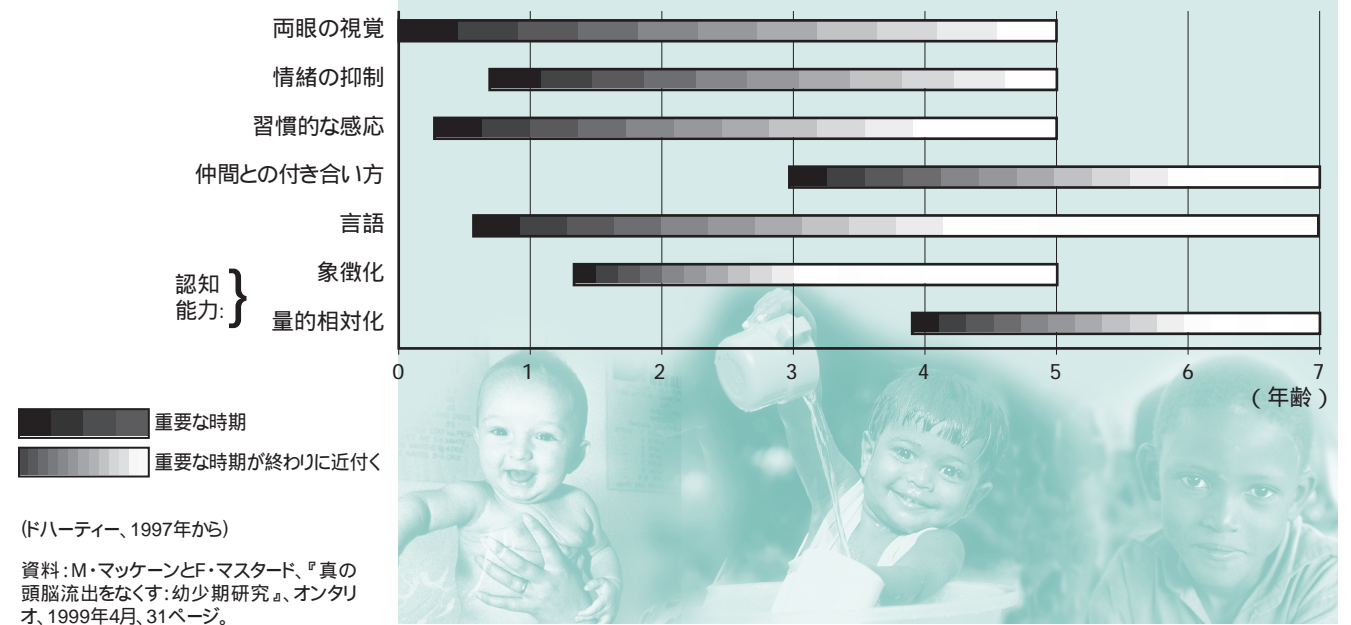 両眼の視覚
情緒の抑制
習慣的な感応
仲間との付き合い方
言語
認知
能力:
象徴化
量的相対化
0 1 2 3 4 5 6 7
(年齢)
重要な時期
重要な時期が終わりに近付く
(ドハーティー、1997年から)
資料:M・マッケーンとF・マスタード、『真の
頭脳流出をなくす:幼少期研究』、オンタリ
オ、1999年4月、31ページ。